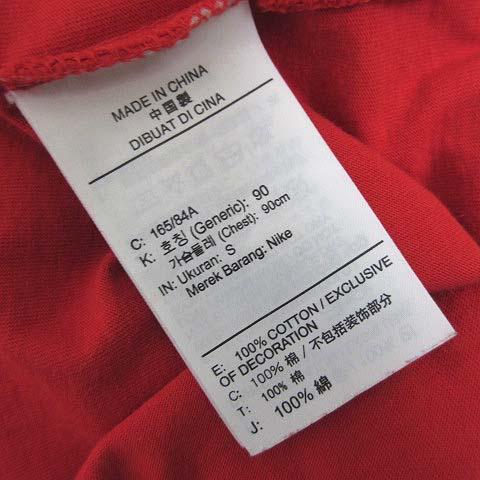 MADE IN CHINA
中国製
DIBUAT DI CINA
C: 165/84A
K: 호칭 (Generic): 90
가슴둘레 (Chest): 90cm
IN: Ukuran: S
Merek Barang: Nike
E: 100% COTTON / EXCLUSIVE
OF DECORATION
C: 100% 棉 / 不包括装饰部分
T: 100% 棉
J: 100% 綿